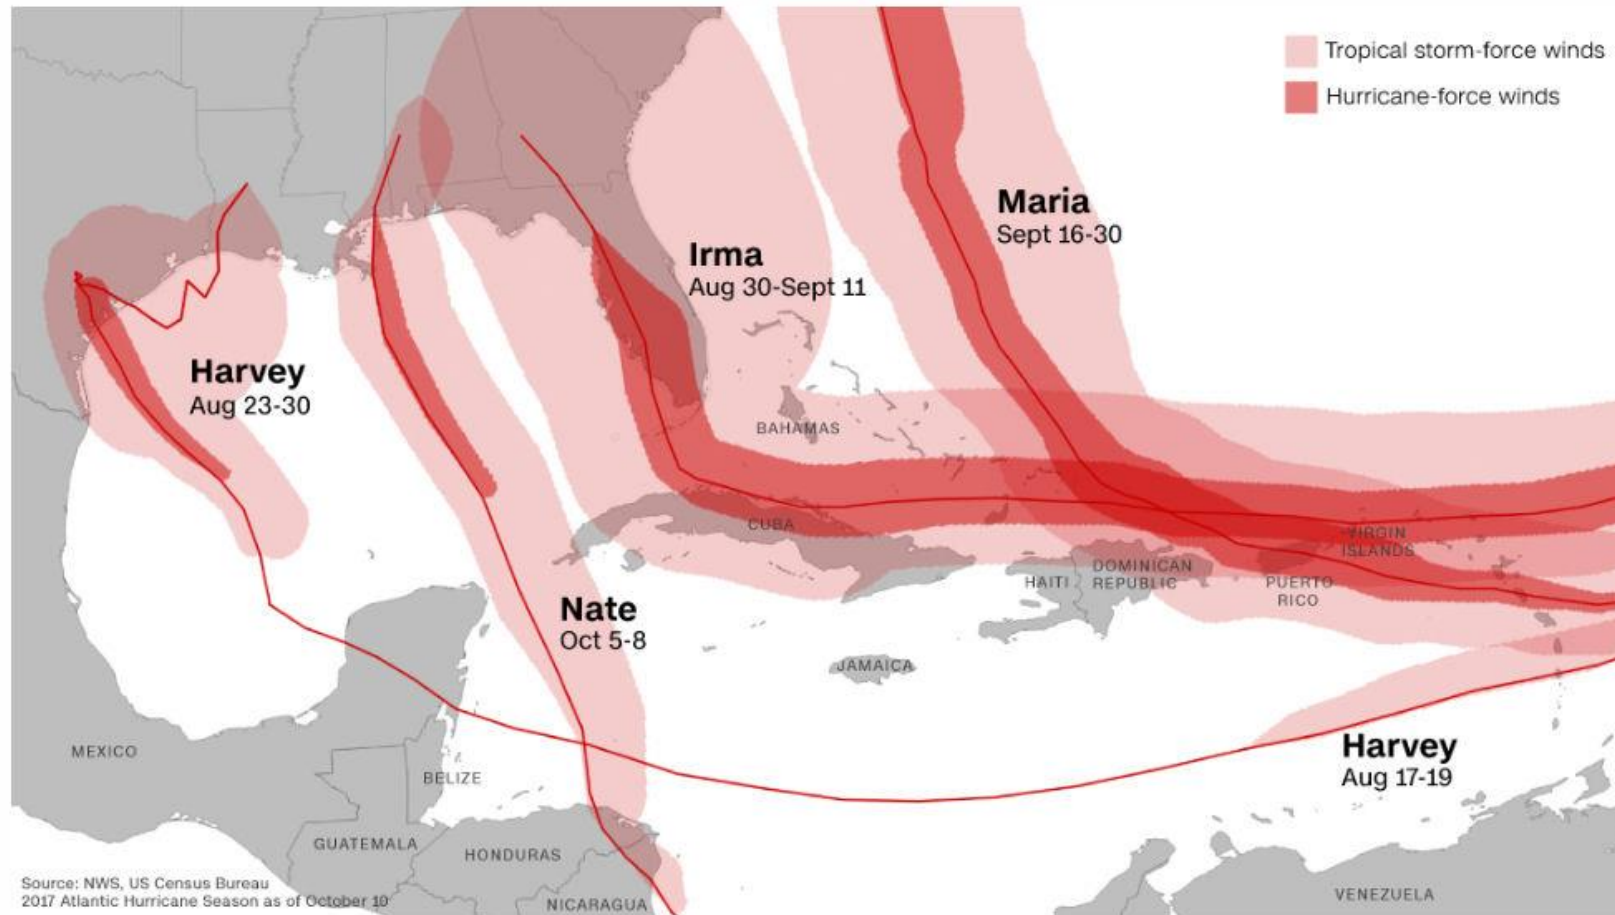 Tropical storm-force winds
Hurricane-force winds
Maria
Sept 16-30
Irma
Aug 30-Sept 11
Harvey
Aug 23-30
BAHAMAS
CUBA
VIRGIN
ISLANDS
HAITI
DOMINICAN
REPUBLIC
PUERTO
RICO
Nate
Oct 5-8
JAMAICA
MEXICO
BELIZE
Harvey
Aug 17-19
GUATEMALA
HONDURAS
NICARAGUA
VENEZUELA
Source: NWS, US Census Bureau
2017 Atlantic Hurricane Season as of October 10